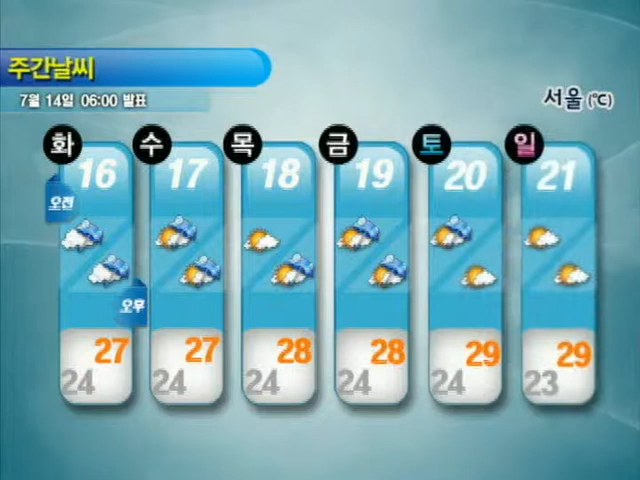 주간날씨
7월 14일 06:00 발표
서울 (℃)
화 수 목 금 토 일
16 17 18 19 20 21
오전
오후
27 27 28 28 29 29
24 24 24 24 24 23